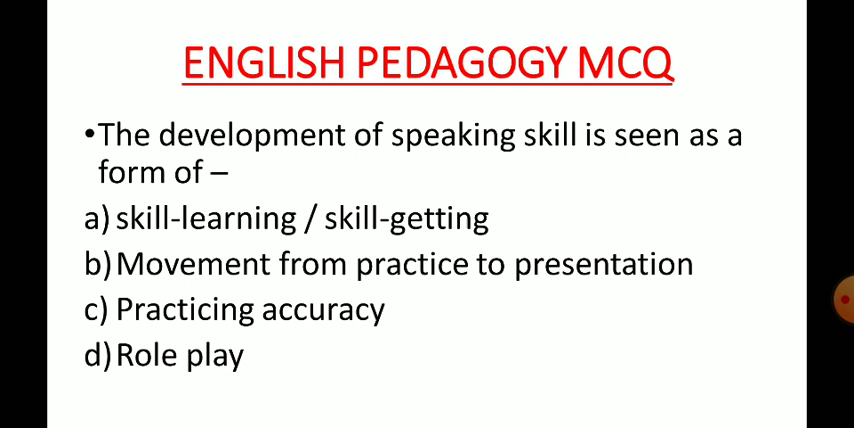 ENGLISH PEDAGOGY MCQ
•The development of speaking skill is seen as a
form of –
a) skill-learning / skill-getting
b) Movement from practice to presentation
c) Practicing accuracy
d) Role play